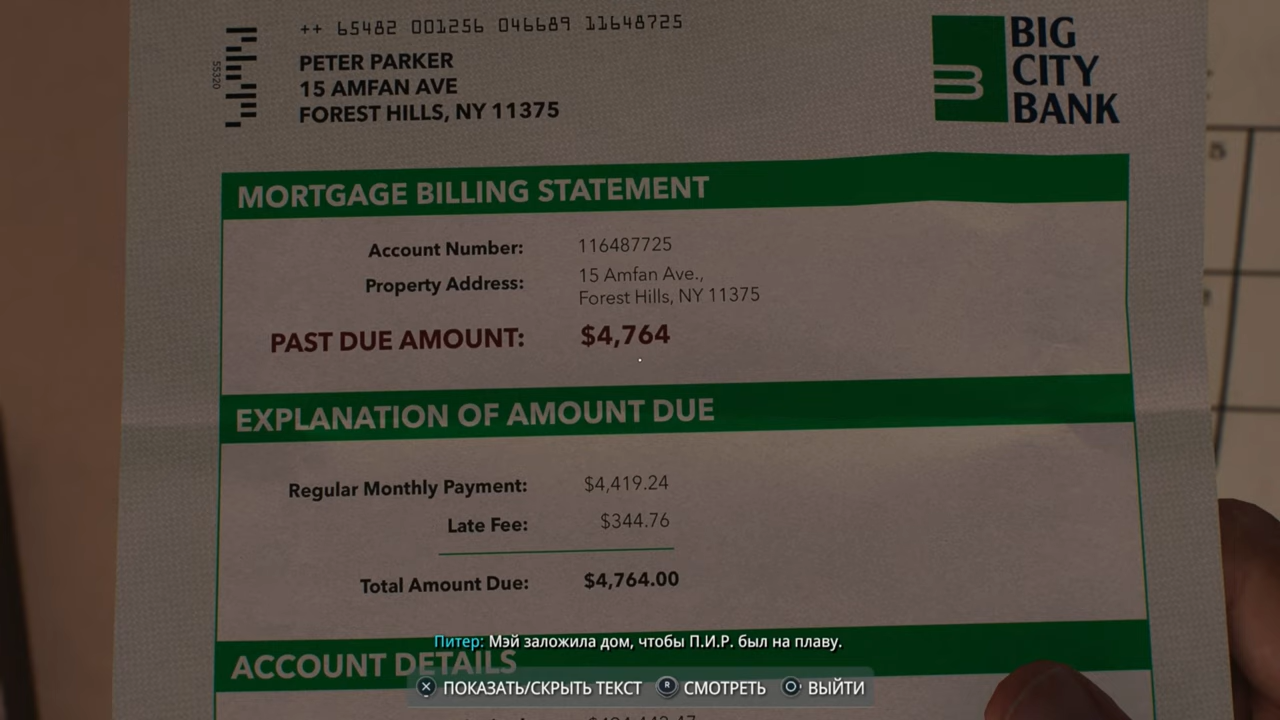 ++ 65482 001256 046689 11648725
55320
PETER PARKER
15 AMFAN AVE
FOREST HILLS, NY 11375
BIG
CITY
BANK
MORTGAGE BILLING STATEMENT
Account Number: 116487725
Property Address: 15 Amfan Ave.,
Forest Hills, NY 11375
PAST DUE AMOUNT: $4,764
EXPLANATION OF AMOUNT DUE
Regular Monthly Payment: $4,419.24
Late Fee: $344.76
Total Amount Due: $4,764.00
Питер: Мэй заложила дом, чтобы П.И.Р. был на плаву.
ACCOUNT DETAILS
ПОКАЗАТЬ/СКРЫТЬ ТЕКСТ R СМОТРЕТЬ ВЫЙТИ